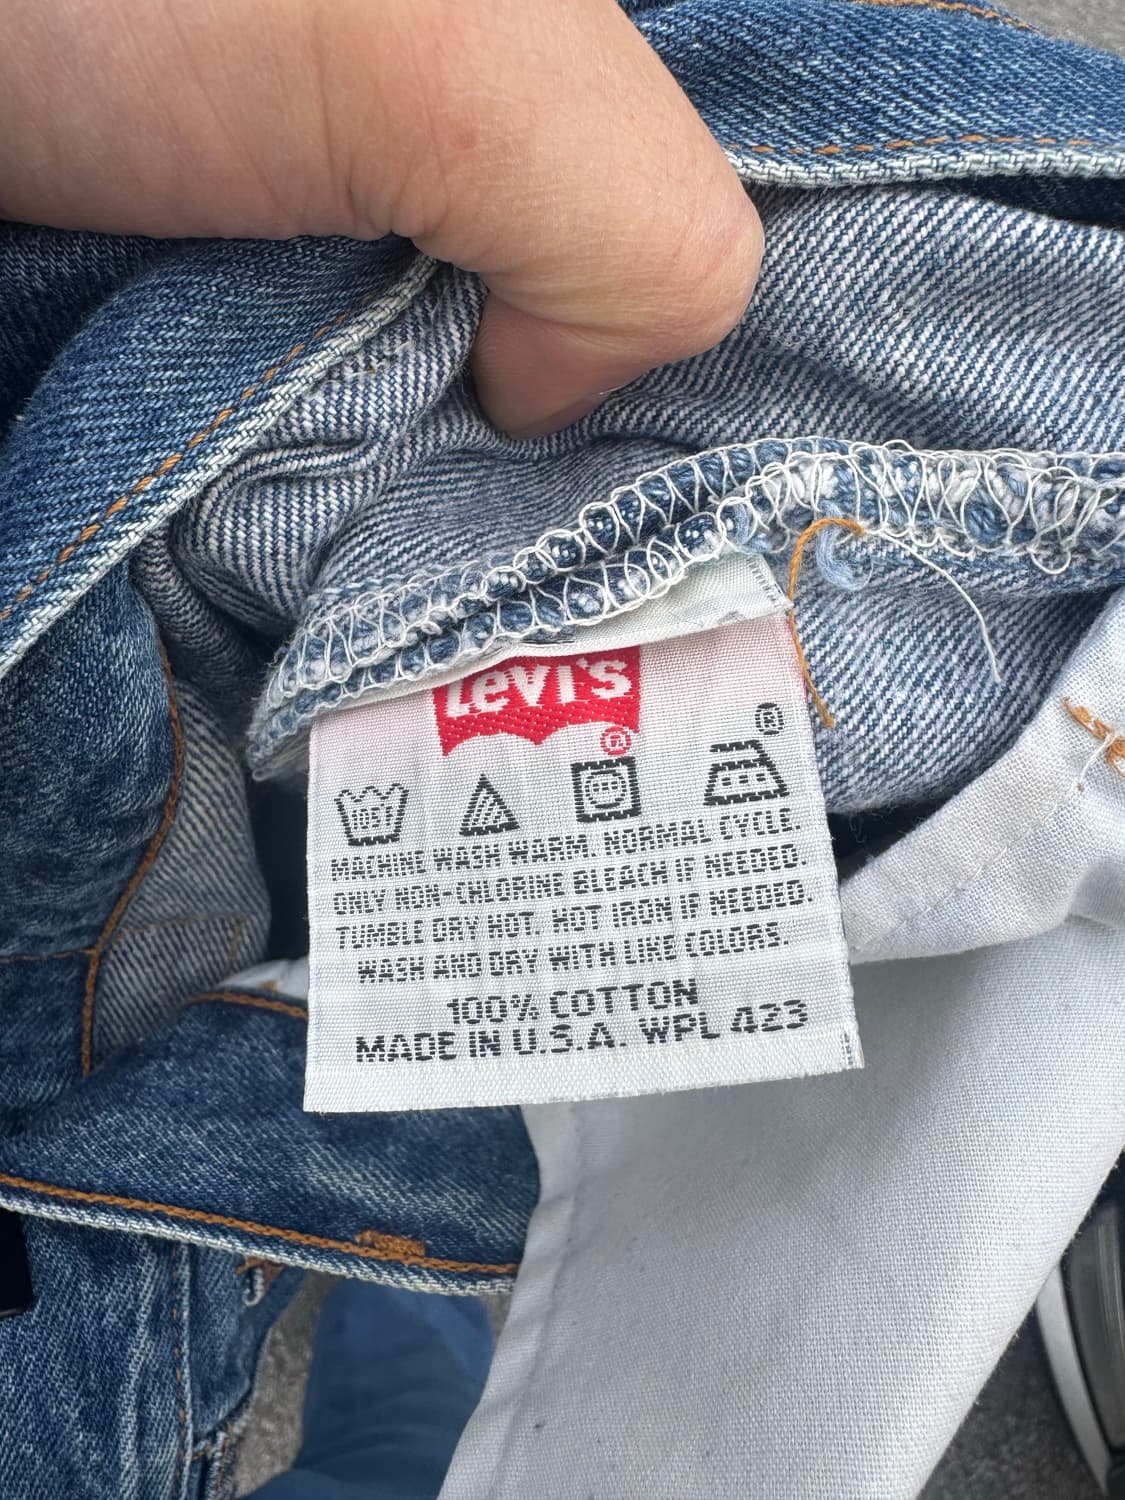 Levi's
®
®
105F
MACHINE WASH WARM. NORMAL CYCLE.
ONLY NON-CHLORINE BLEACH IF NEEDED.
TUMBLE DRY HOT. HOT IRON IF NEEDED.
WASH AND DRY WITH LIKE COLORS.
100% COTTON
MADE IN U.S.A. WPL 423